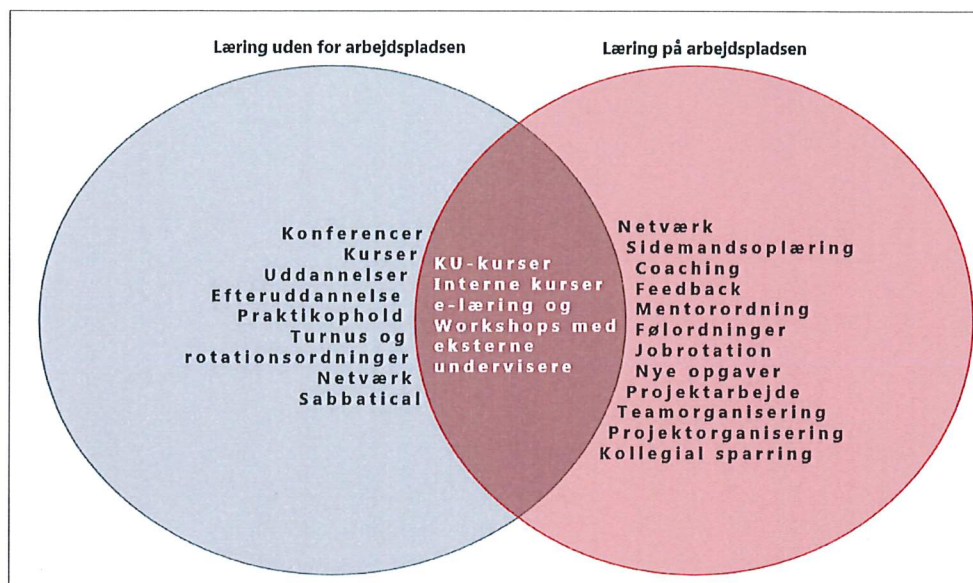 Læring uden for arbejdspladsen
Læring på arbejdspladsen
Konferencer
Kurser
Uddannelser
Efteruddannelse
Praktikophold
Turnus og
rotationsordninger
Netværk
Sabbatical
KU-kurser
Interne kurser
e-læring og
Workshops med
eksterne
undervisere
Netværk
Sidemandsoplæring
Coaching
Feedback
Mentorordning
Følordninger
Jobrotation
Nye opgaver
Projektarbejde
Teamorganisering
Projektorganisering
Kollegial sparring